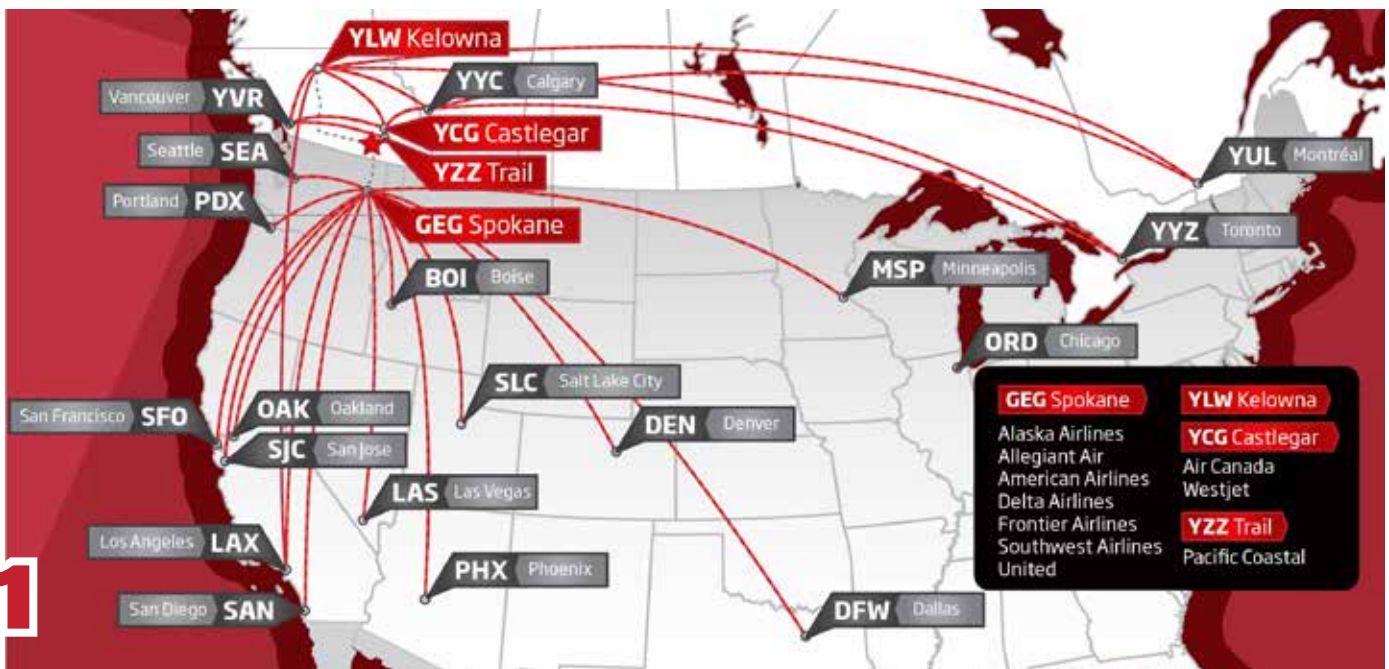 YLW Kelowna
YYC Calgary
Vancouver YVR
YCG Castlegar
Seattle SEA
YUL Montréal
YZZ Trail
Portland PDX
GEG Spokane
YYZ Toronto
MSP Minneapolis
BOI Boise
ORD Chicago
SLC Salt Lake City
San Francisco SFO
OAK Oakland
DEN Denver
SJC San Jose
LAS Las Vegas
Los Angeles LAX
PHX Phoenix
San Diego SAN
DFW Dallas
1
GEG Spokane
Alaska Airlines
Allegiant Air
American Airlines
Delta Airlines
Frontier Airlines
Southwest Airlines
United
YLW Kelowna
YCG Castlegar
Air Canada
Westjet
YZZ Trail
Pacific Coastal